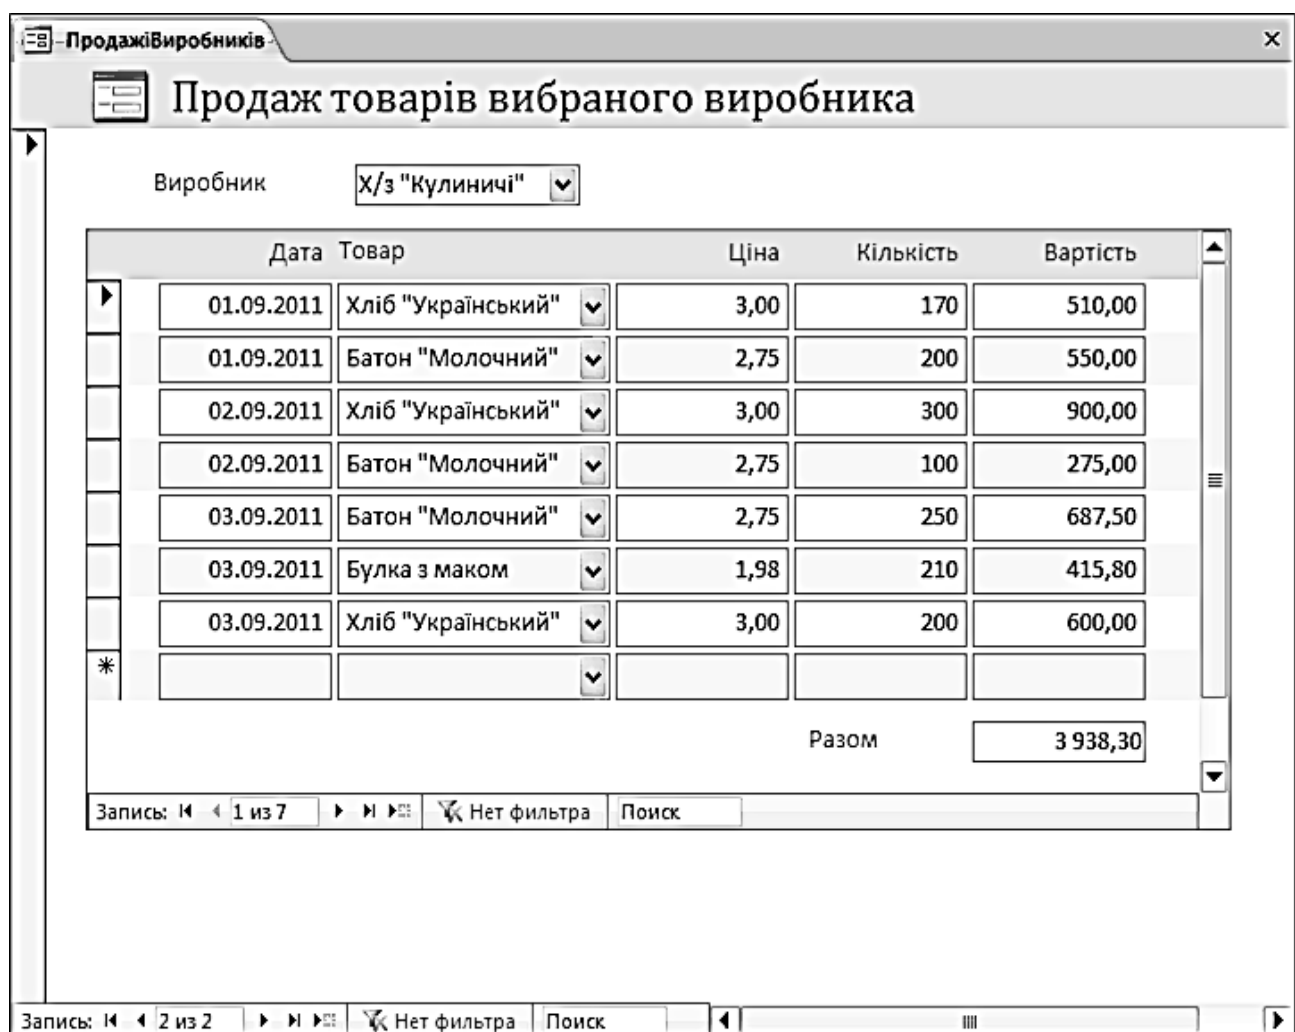 ПродажіВиробників
Продаж товарів вибраного виробника
Виробник Х/з "Кулиничі"
Дата Товар Ціна Кількість Вартість
01.09.2011 Хліб "Український" 3,00 170 510,00
01.09.2011 Батон "Молочний" 2,75 200 550,00
02.09.2011 Хліб "Український" 3,00 300 900,00
02.09.2011 Батон "Молочний" 2,75 100 275,00
03.09.2011 Батон "Молочний" 2,75 250 687,50
03.09.2011 Булка з маком 1,98 210 415,80
03.09.2011 Хліб "Український" 3,00 200 600,00
Разом 3 938,30
Запись: 1 из 7 Нет фильтра Поиск
Запись: 2 из 2 Нет фильтра Поиск